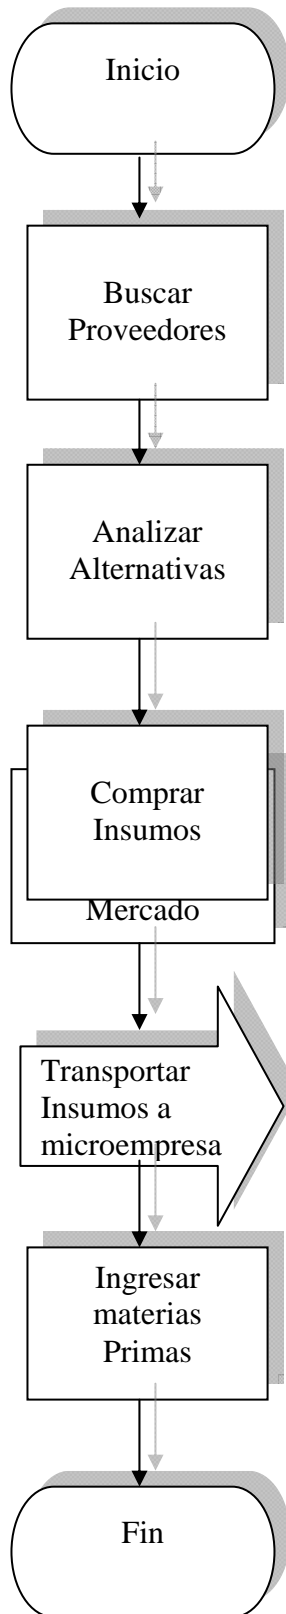 Inicio
Buscar
Proveedores
Analizar
Alternativas
Comprar
Insumos
Mercado
Transportar
Insumos a
microempresa
Ingresar
materias
Primas
Fin